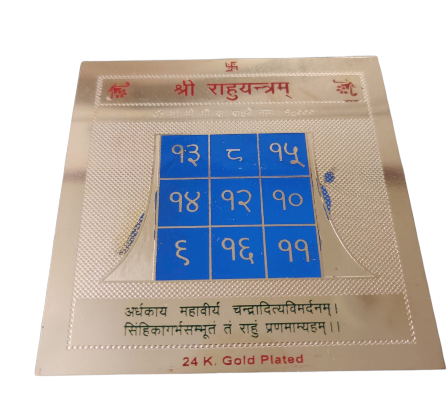 श्री राहुयन्त्रम्
१३ ८ १५
१४ १२ १०
९ १६ ११
अर्धकाय महावीर्य चन्द्रादित्यविमर्दनम्।
सिंहिकागर्भसम्भूतं तं राहुं प्रणमाम्यहम्।।
24 K. Gold Plated